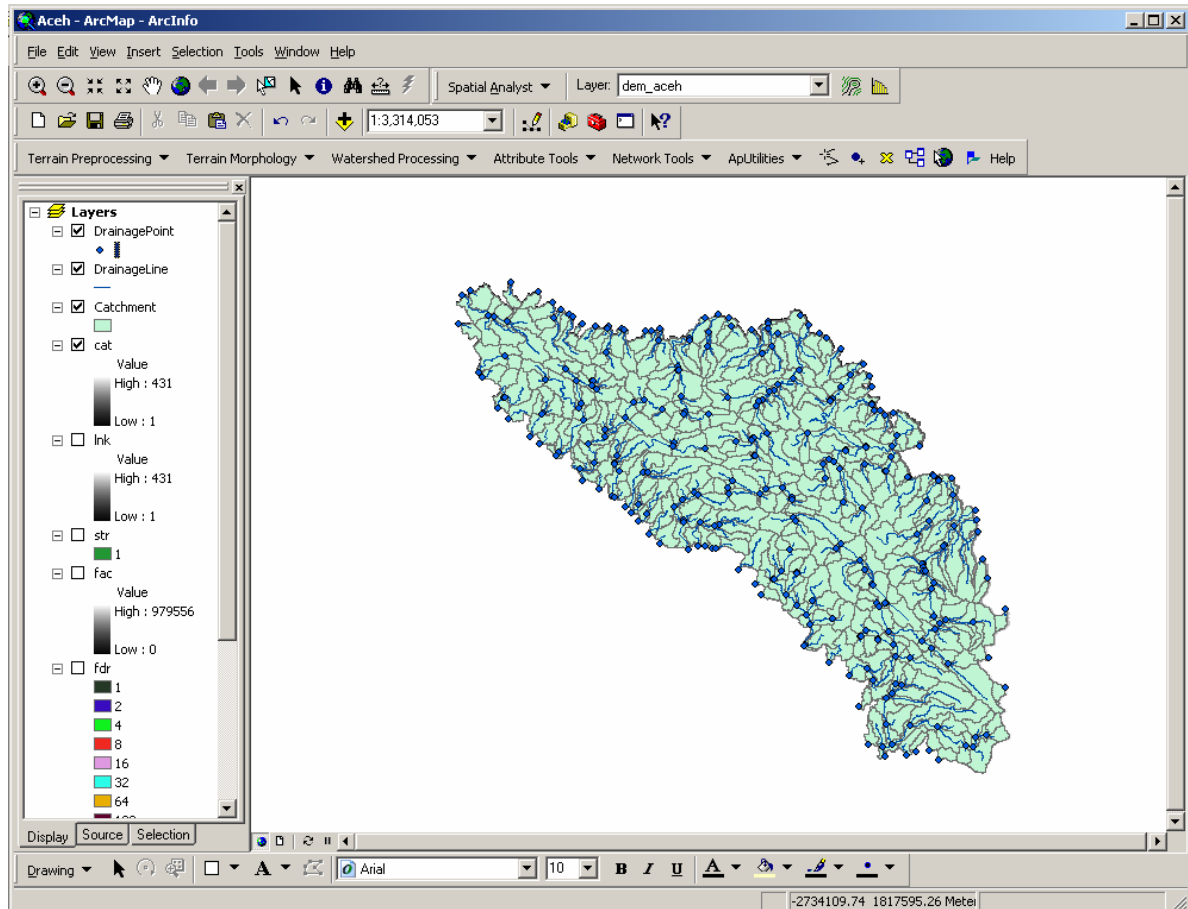 Aceh - ArcMap - ArcInfo
File Edit View Insert Selection Tools Window Help
Spatial Analyst Layer: dem_aceh
1:3,314,053
Terrain Preprocessing Terrain Morphology Watershed Processing Attribute Tools Network Tools ApUtilities Help
Layers
DrainagePoint
DrainageLine
Catchment
cat
Value
High : 431
Low : 1
lnk
Value
High : 431
Low : 1
str
1
fac
Value
High : 979556
Low : 0
fdr
1
2
4
8
16
32
64
Display Source Selection
Drawing A Arial 10 B I U A
-2734109.74 1817595.26 Meter